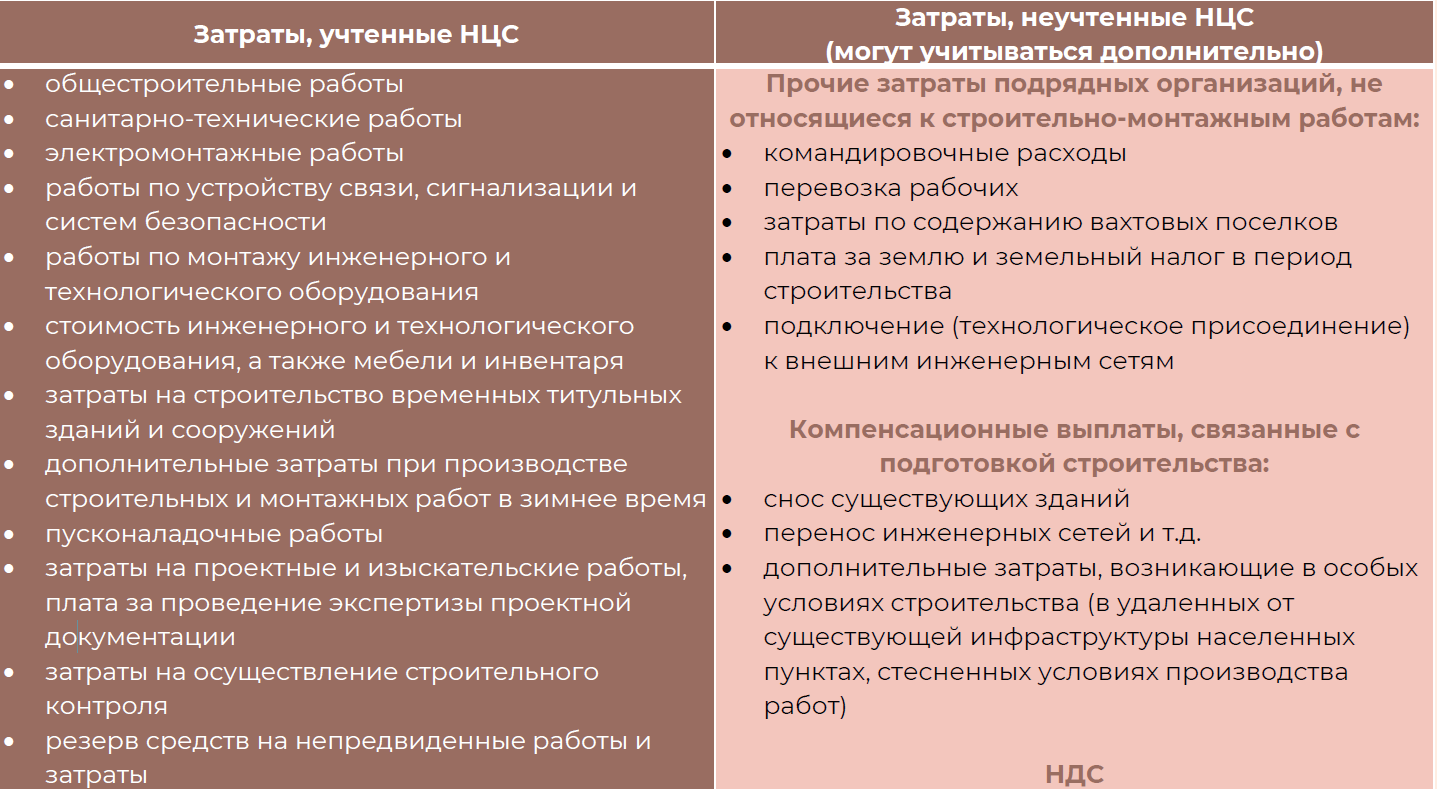 Затраты, учтенные НЦС
• общестроительные работы
• санитарно-технические работы
• электромонтажные работы
• работы по устройству связи, сигнализации и
систем безопасности
• работы по монтажу инженерного и
технологического оборудования
• стоимость инженерного и технологического
оборудования, а также мебели и инвентаря
• затраты на строительство временных титульных
зданий и сооружений
• дополнительные затраты при производстве
строительных и монтажных работ в зимнее время
• пусконаладочные работы
• затраты на проектные и изыскательские работы,
плата за проведение экспертизы проектной
документации
• затраты на осуществление строительного
контроля
• резерв средств на непредвиденные работы и
затраты
Затраты, неучтенные НЦС
(могут учитываться дополнительно)
Прочие затраты подрядных организаций, не
относящиеся к строительно-монтажным работам:
• командировочные расходы
• перевозка рабочих
• затраты по содержанию вахтовых поселков
• плата за землю и земельный налог в период
строительства
• подключение (технологическое присоединение)
к внешним инженерным сетям
Компенсационные выплаты, связанные с
подготовкой строительства:
• снос существующих зданий
• перенос инженерных сетей и т.д.
• дополнительные затраты, возникающие в особых
условиях строительства (в удаленных от
существующей инфраструктуры населенных
пунктах, стесненных условиях производства
работ)
НДС